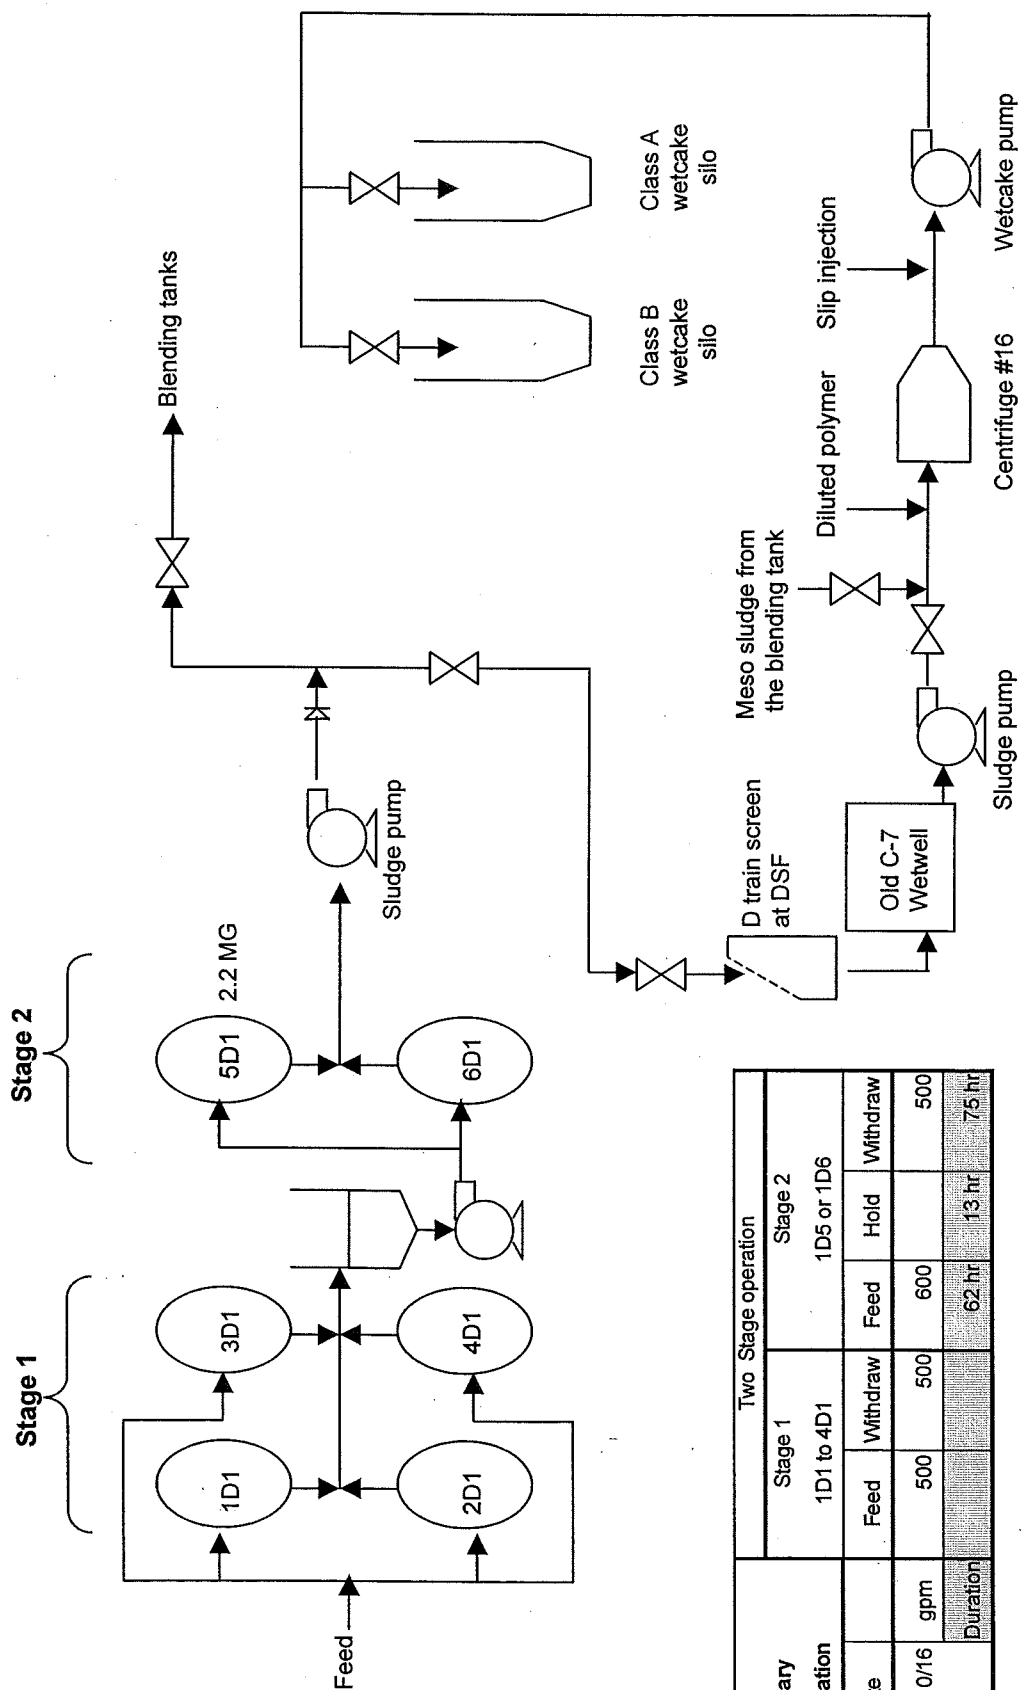 Stage 1
Stage 2
Feed
1D1
2D1
3D1
4D1
5D1
2.2 MG
6D1
Sludge pump
Blending tanks
D train screen
at DSF
Old C-7
Wetwell
Sludge pump
Meso sludge from
the blending tank
Diluted polymer
Centrifuge #16
Slip injection
Wetcake pump
Class B
wetcake
silo
Class A
wetcake
silo
Two Stage operation
Stage 1
Stage 2
1D1 to 4D1
1D5 or 1D6
Feed
Withdraw
Feed
Hold
Withdraw
0/16
gpm
500
500
600
500
Duration
62 hr
13 hr
75 hr
ary
ation
te